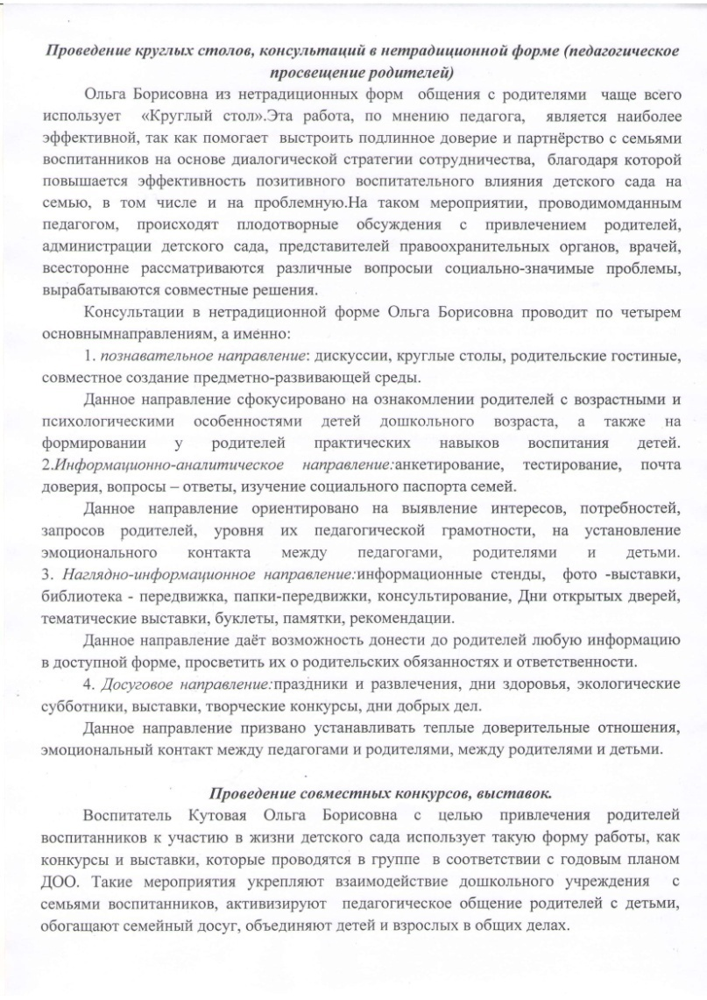 Проведение круглых столов, консультаций в нетрадиционной форме (педагогическое
просвещение родителей)
Ольга Борисовна из нетрадиционных форм общения с родителями чаще всего
использует «Круглый стол».Эта работа, по мнению педагога, является наиболее
эффективной, так как помогает выстроить подлинное доверие и партнёрство с семьями
воспитанников на основе диалогической стратегии сотрудничества, благодаря которой
повышается эффективность позитивного воспитательного влияния детского сада на
семью, в том числе и на проблемную.На таком мероприятии, проводимомданным
педагогом, происходят плодотворные обсуждения с привлечением родителей,
администрации детского сада, представителей правоохранительных органов, врачей,
всесторонне рассматриваются различные вопросыи социально-значимые проблемы,
вырабатываются совместные решения.
Консультации в нетрадиционной форме Ольга Борисовна проводит по четырем
основнымнаправлениям, а именно:
1. познавательное направление: дискуссии, круглые столы, родительские гостиные,
совместное создание предметно-развивающей среды.
Данное направление сфокусировано на ознакомлении родителей с возрастными и
психологическими особенностями детей дошкольного возраста, а также на
формировании у родителей практических навыков воспитания детей.
2.Информационно-аналитическое направление:анкетирование, тестирование, почта
доверия, вопросы – ответы, изучение социального паспорта семей.
Данное направление ориентировано на выявление интересов, потребностей,
запросов родителей, уровня их педагогической грамотности, на установление
эмоционального контакта между педагогами, родителями и детьми.
3. Наглядно-информационное направление:информационные стенды, фото -выставки,
библиотека - передвижка, папки-передвижки, консультирование, Дни открытых дверей,
тематические выставки, буклеты, памятки, рекомендации.
Данное направление даёт возможность донести до родителей любую информацию
в доступной форме, просветить их о родительских обязанностях и ответственности.
4. Досуговое направление:праздники и развлечения, дни здоровья, экологические
субботники, выставки, творческие конкурсы, дни добрых дел.
Данное направление призвано устанавливать теплые доверительные отношения,
эмоциональный контакт между педагогами и родителями, между родителями и детьми.
Проведение совместных конкурсов, выставок.
Воспитатель Кутовая Ольга Борисовна с целью привлечения родителей
воспитанников к участию в жизни детского сада использует такую форму работы, как
конкурсы и выставки, которые проводятся в группе в соответствии с годовым планом
ДОО. Такие мероприятия укрепляют взаимодействие дошкольного учреждения с
семьями воспитанников, активизируют педагогическое общение родителей с детьми,
обогащают семейный досуг, объединяют детей и взрослых в общих делах.